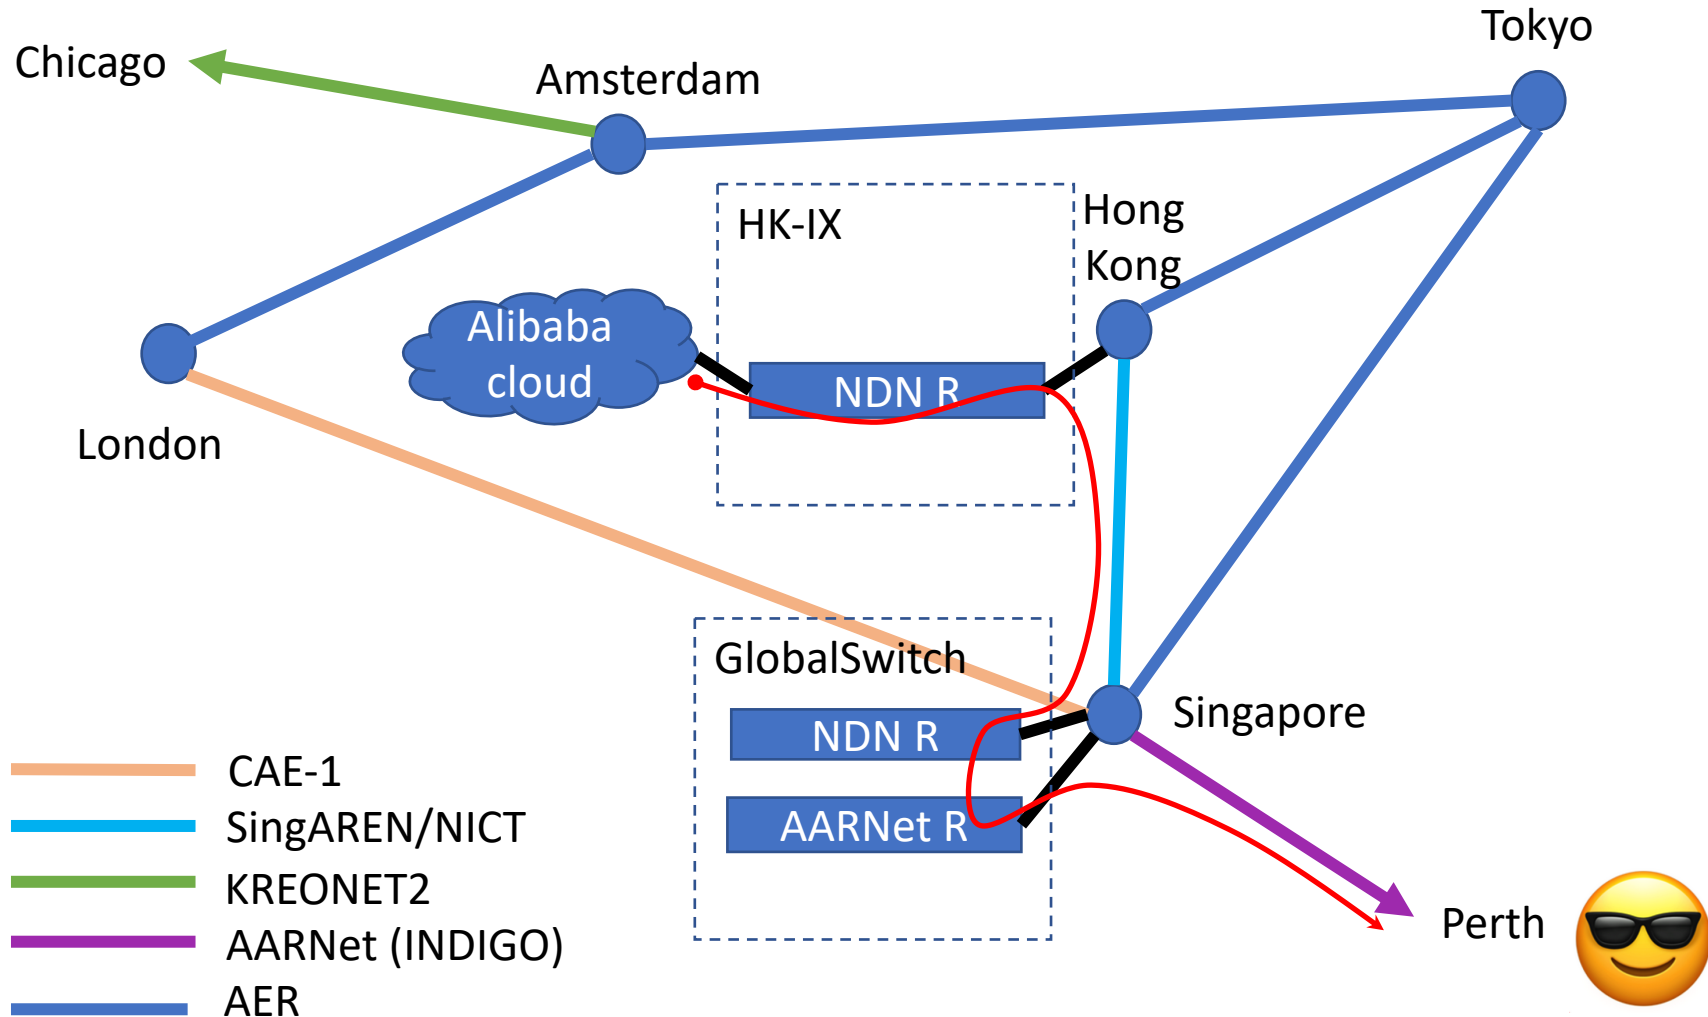 Tokyo
Chicago
Amsterdam
HK-IX
Hong
Kong
Alibaba
cloud
NDN R
London
GlobalSwitch
NDN R
Singapore
AARNet R
Perth
CAE-1
SingAREN/NICT
KREONET2
AARNet (INDIGO)
AER